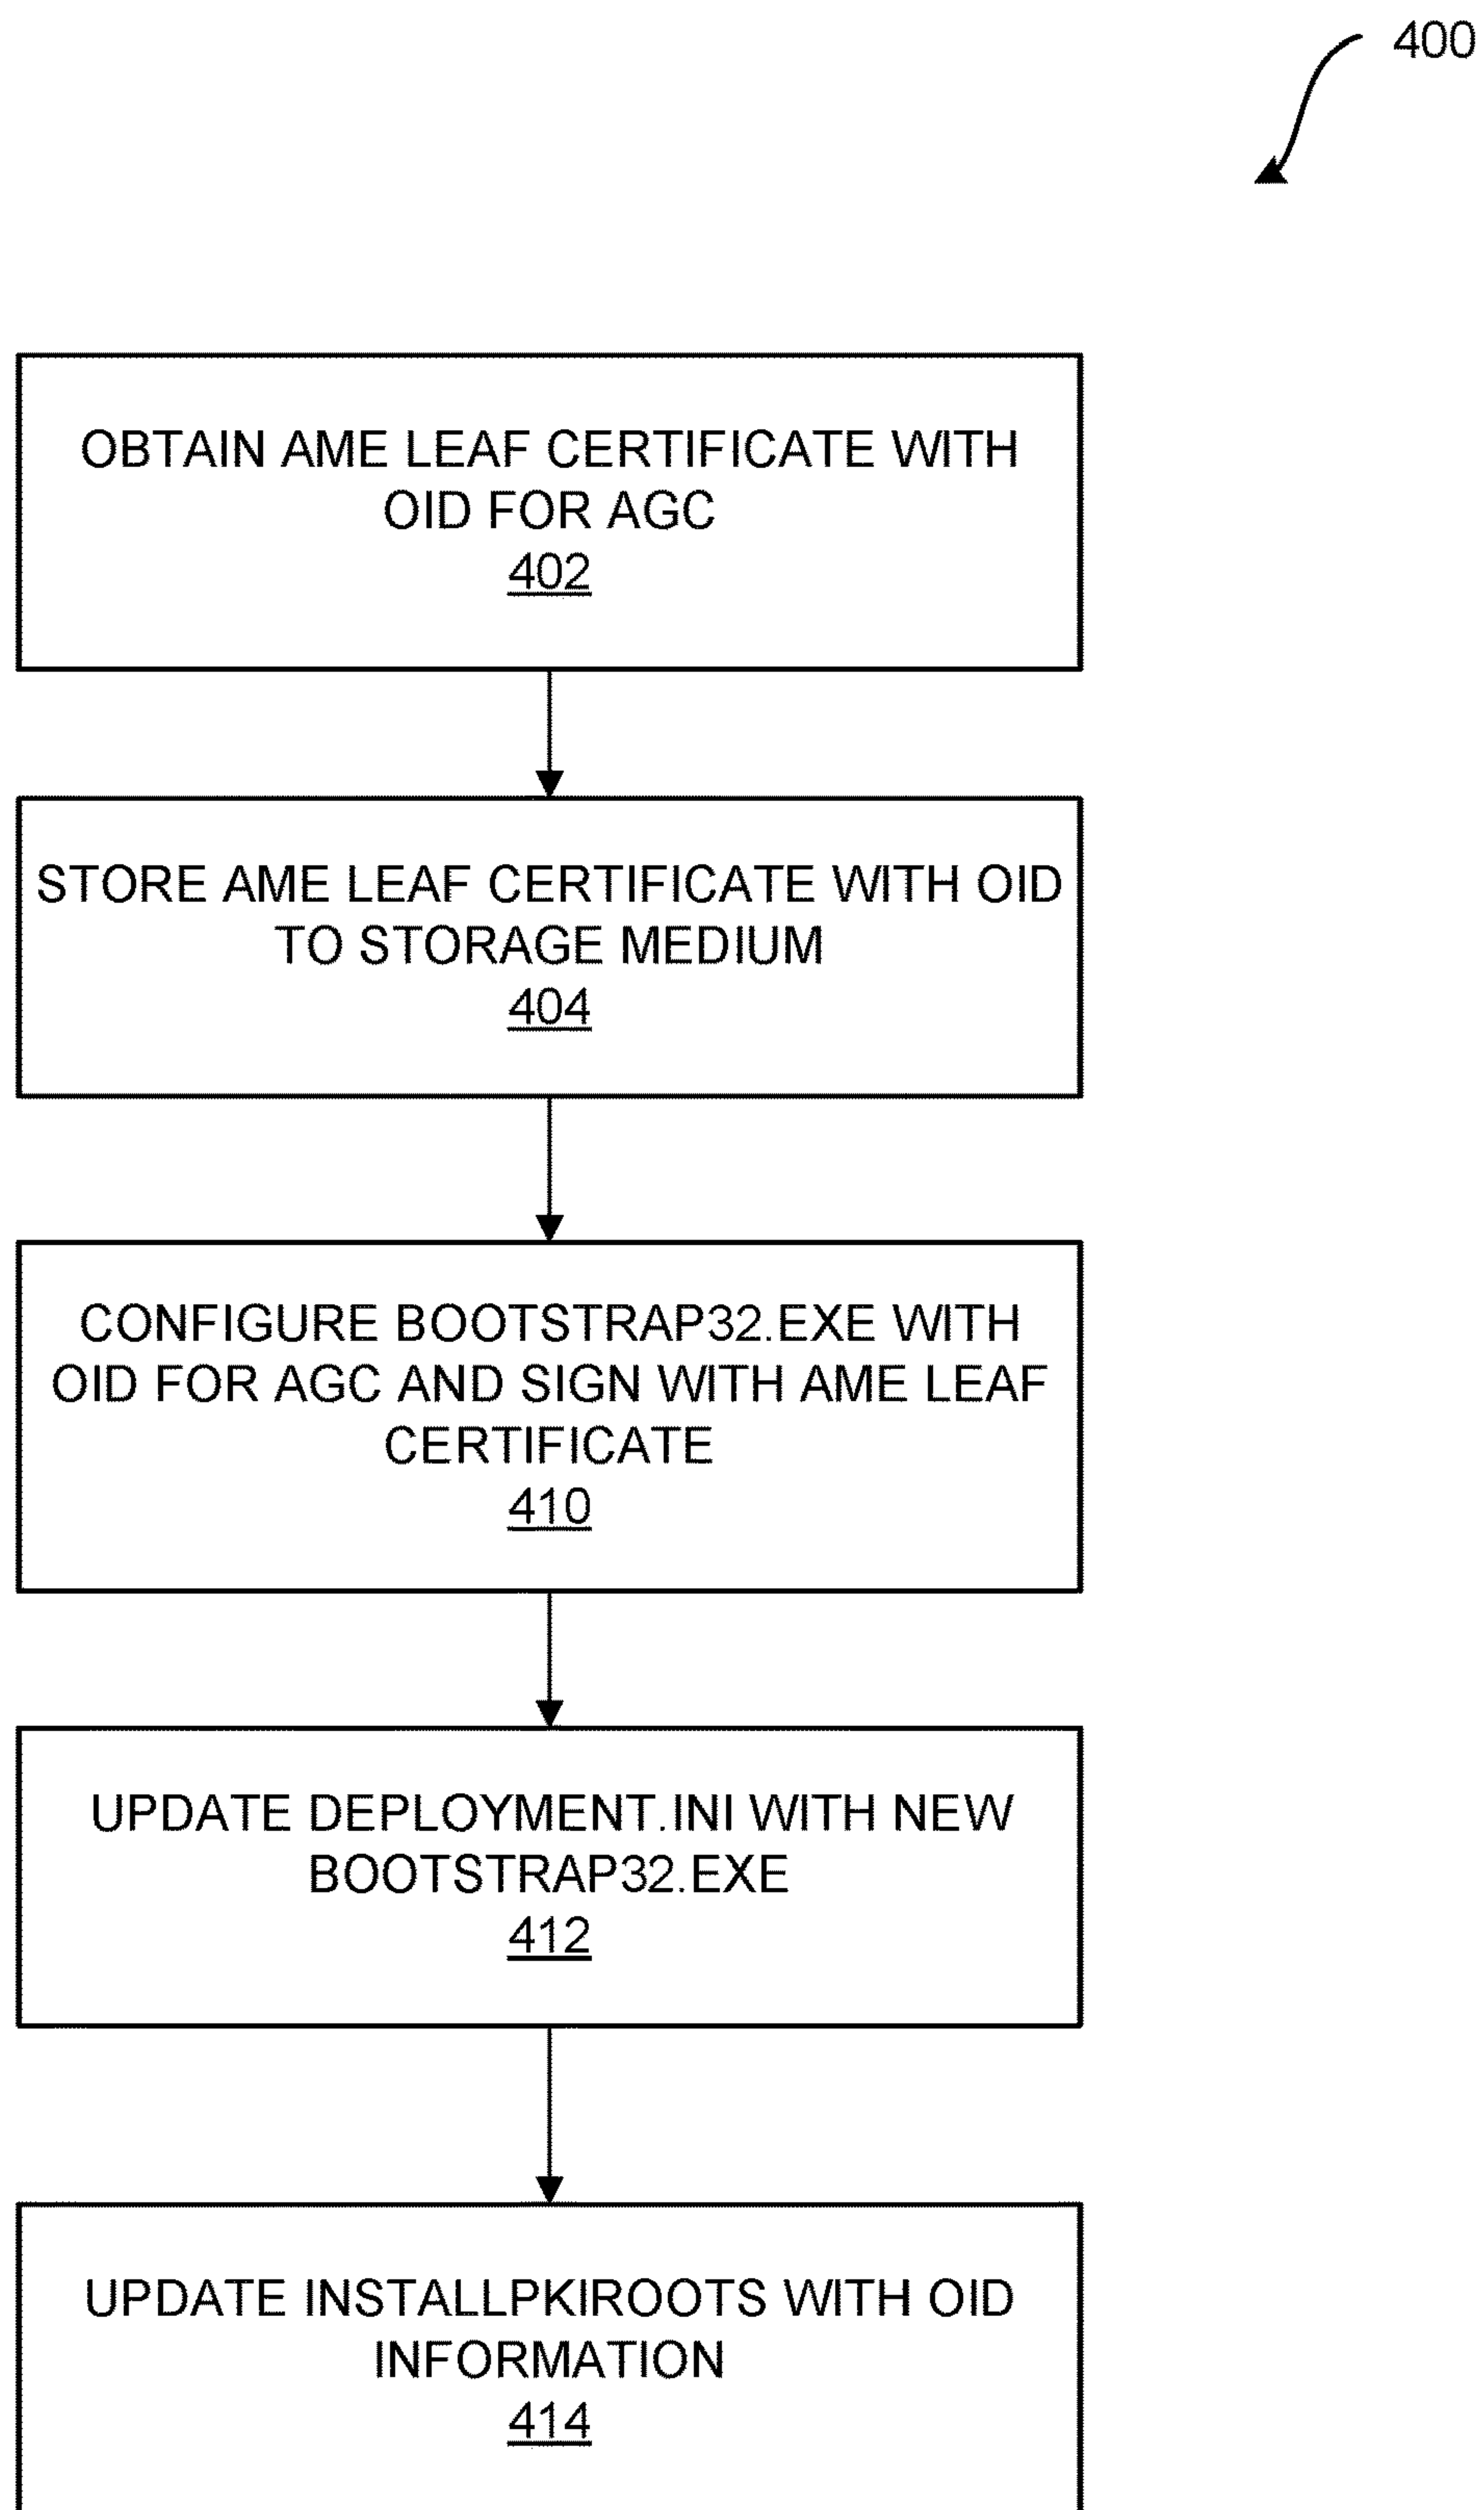 400
OBTAIN AME LEAF CERTIFICATE WITH
OID FOR AGC
402
STORE AME LEAF CERTIFICATE WITH OID
TO STORAGE MEDIUM
404
CONFIGURE BOOTSTRAP32.EXE WITH
OID FOR AGC AND SIGN WITH AME LEAF
CERTIFICATE
410
UPDATE DEPLOYMENT.INI WITH NEW
BOOTSTRAP32.EXE
412
UPDATE INSTALLPKIROOTS WITH OID
INFORMATION
414